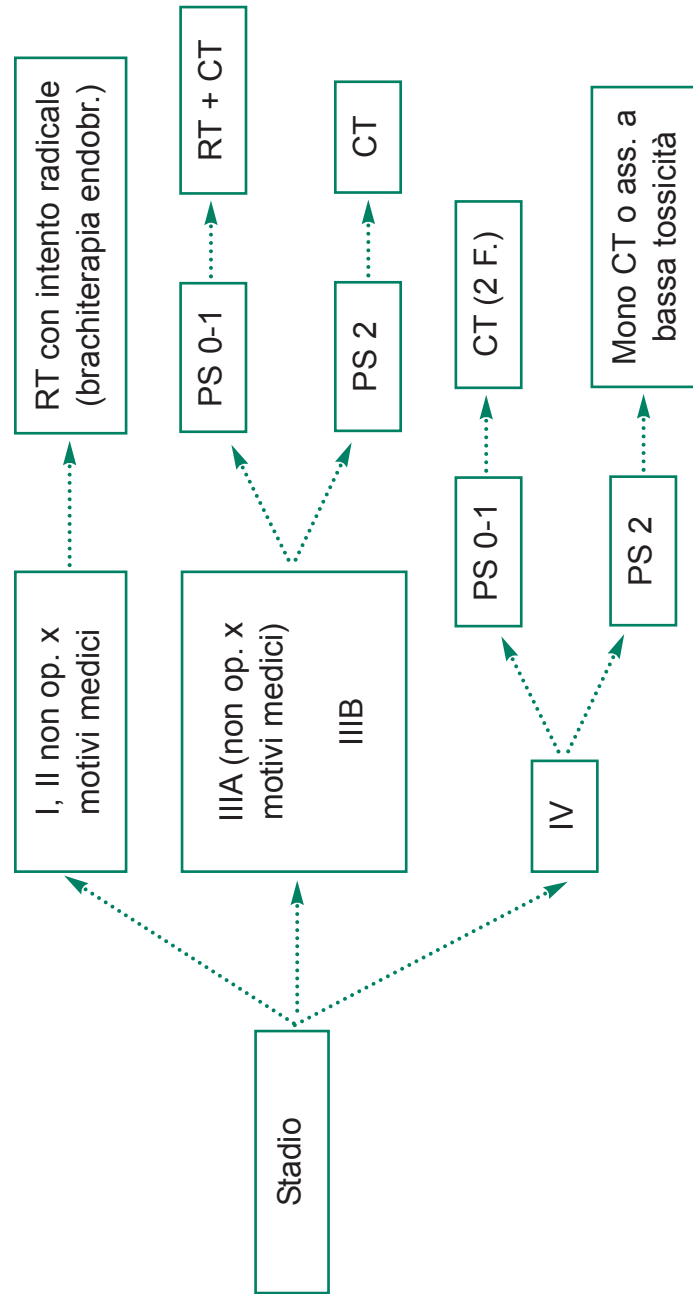 Stadio
I, II non op. x
motivi medici
RT con intento radicale
(brachiterapia endobr.)
IIIA (non op. x
motivi medici)
IIIB
PS 0-1
RT + CT
PS 2
CT
IV
PS 0-1
CT (2 F.)
PS 2
Mono CT o ass. a
bassa tossicità